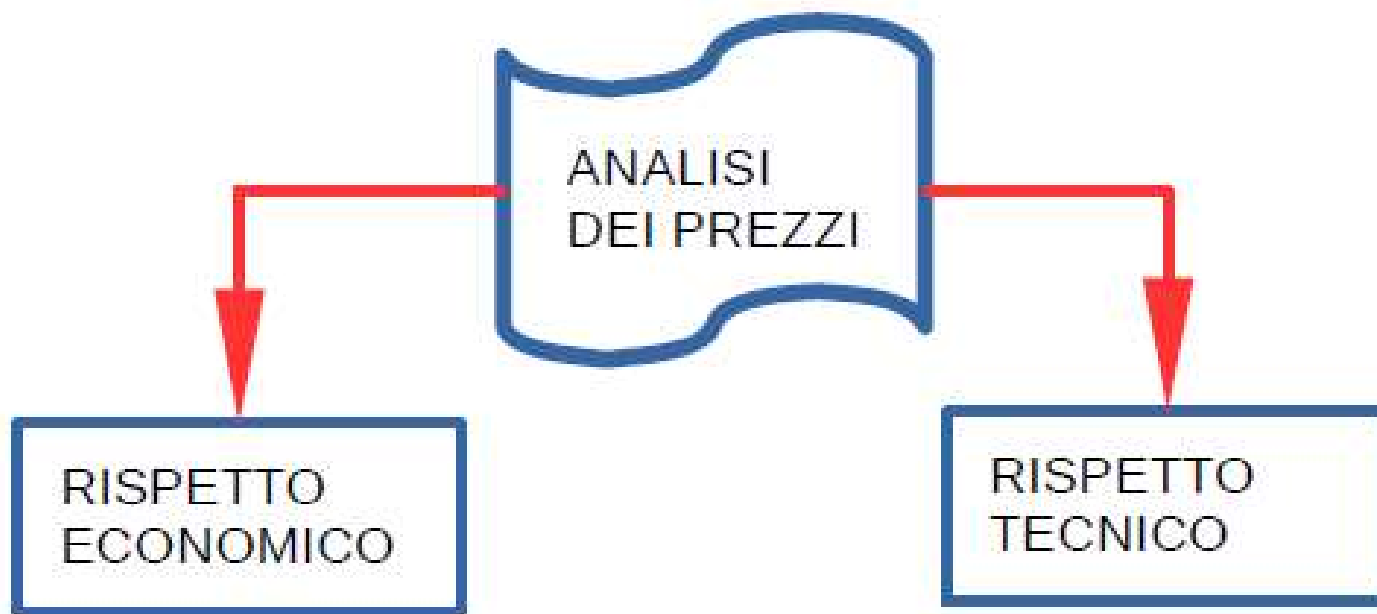 ANALISI
DEI PREZZI
RISPETTO
ECONOMICO
RISPETTO
TECNICO